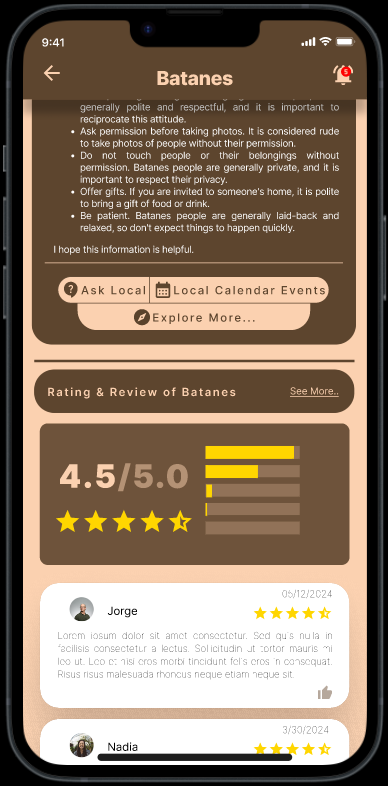 9:41
Batanes
5
generally polite and respectful, and it is important to
reciprocate this attitude.
• Ask permission before taking photos. It is considered rude
to take photos of people without their permission.
• Do not touch people or their belongings without
permission. Batanes people are generally private, and it is
important to respect their privacy.
• Offer gifts. If you are invited to someone's home, it is polite
to bring a gift of food or drink.
• Be patient. Batanes people are generally laid-back and
relaxed, so don't expect things to happen quickly.
I hope this information is helpful.
Ask Local
Local Calendar Events
Explore More...
Rating & Review of Batanes
See More..
4.5/5.0
05/12/2024
Jorge
Lorem ipsum dolor sit amet consectetur. Sed quis nulla in
facilisis consectetur a lectus. Sollicitudin ut tortor mauris mi
leo ut. Leo et nisi eros morbi tincidunt felis eros in consequat.
Risus risus malesuada rhoncus neque etiam neque sit.
3/30/2024
Nadia